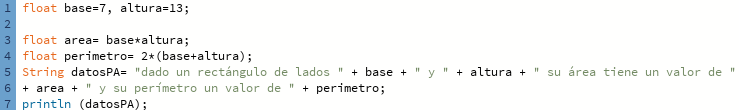 1 float base=7, altura=13;
2
3 float area= base*altura;
4 float perimetro= 2*(base+altura);
5 String datosPA= "dado un rectángulo de lados " + base + " y " + altura + " su área tiene un valor de "
6 + area + " y su perímetro un valor de " + perimetro;
7 println (datosPA);